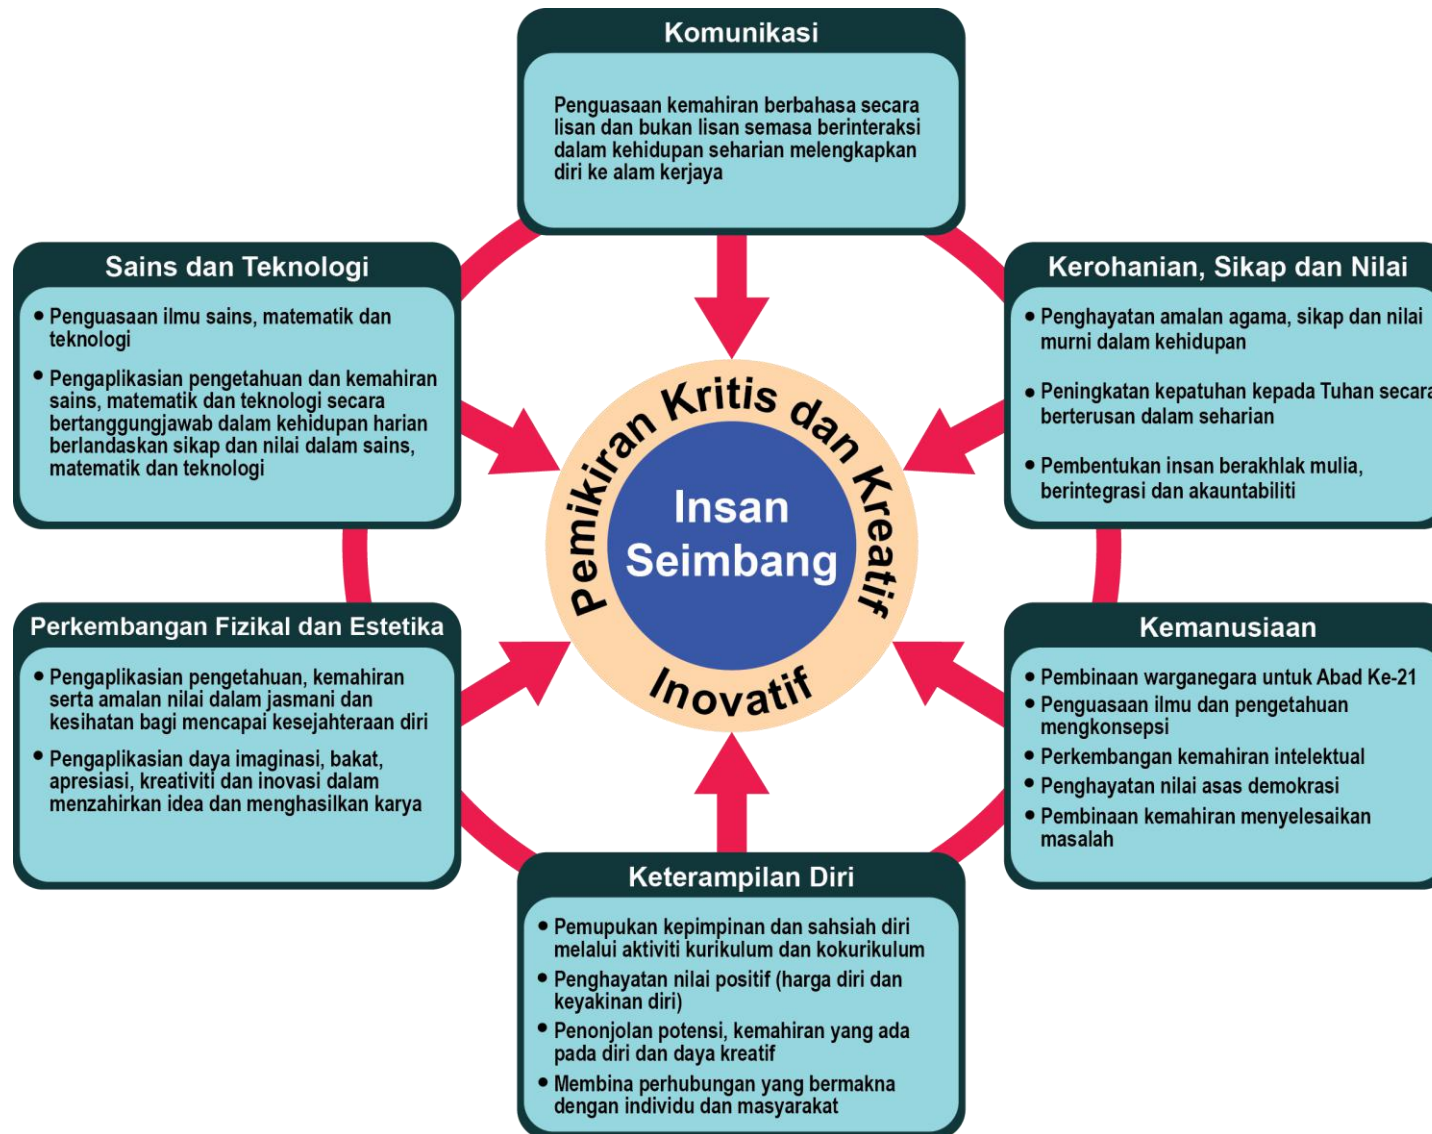 Komunikasi
Penguasaan kemahiran berbahasa secara
lisan dan bukan lisan semasa berinteraksi
dalam kehidupan seharian melengkapkan
diri ke alam kerjaya
Sains dan Teknologi
• Penguasaan ilmu sains, matematik dan
teknologi
• Pengaplikasian pengetahuan dan kemahiran
sains, matematik dan teknologi secara
bertanggungjawab dalam kehidupan harian
berlandaskan sikap dan nilai dalam sains,
matematik dan teknologi
Kerohanian, Sikap dan Nilai
• Penghayatan amalan agama, sikap dan nilai
murni dalam kehidupan
• Peningkatan kepatuhan kepada Tuhan secara
berterusan dalam seharian
• Pembentukan insan berakhlak mulia,
berintegrasi dan akauntabiliti
Pemikiran Kritis dan Kreatif
Insan
Seimbang
Inovatif
Perkembangan Fizikal dan Estetika
• Pengaplikasian pengetahuan, kemahiran
serta amalan nilai dalam jasmani dan
kesihatan bagi mencapai kesejahteraan diri
• Pengaplikasian daya imaginasi, bakat,
apresiasi, kreativiti dan inovasi dalam
menzahirkan idea dan menghasilkan karya
Kemanusiaan
• Pembinaan warganegara untuk Abad Ke-21
• Penguasaan ilmu dan pengetahuan
mengkonsepsi
• Perkembangan kemahiran intelektual
• Penghayatan nilai asas demokrasi
• Pembinaan kemahiran menyelesaikan
masalah
Keterampilan Diri
• Pemupukan kepimpinan dan sahsiah diri
melalui aktiviti kurikulum dan kokurikulum
• Penghayatan nilai positif (harga diri dan
keyakinan diri)
• Penonjolan potensi, kemahiran yang ada
pada diri dan daya kreatif
• Membina perhubungan yang bermakna
dengan individu dan masyarakat